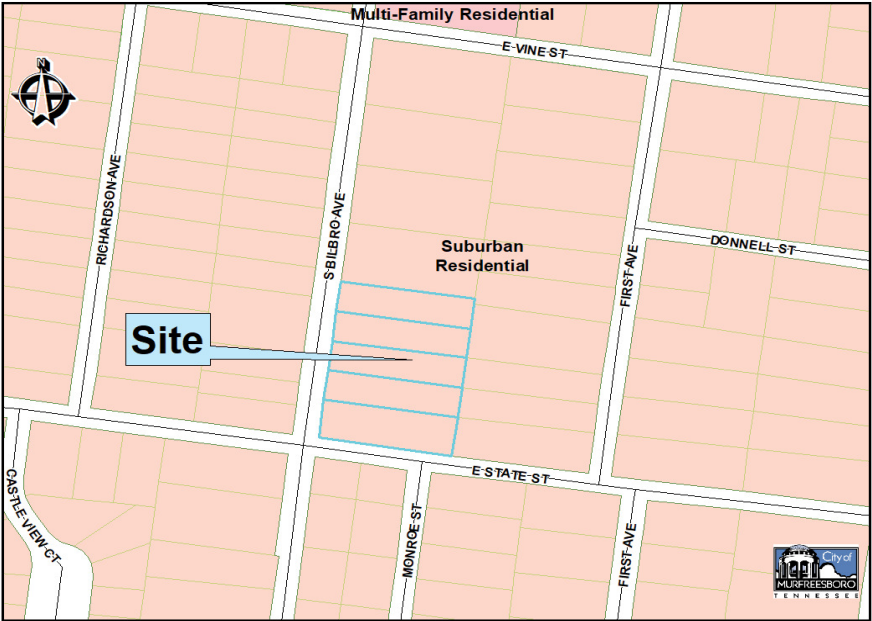 Multi-Family Residential
E VINE ST
N
RICHARDSON AVE
S BILBRO AVE
Suburban
Residential
FIRST AVE
DONNELL ST
Site
E STATE ST
CASTLE VIEW CT
MONROE ST
FIRST AVE
City of
MURFREESBORO
TENNESSEE